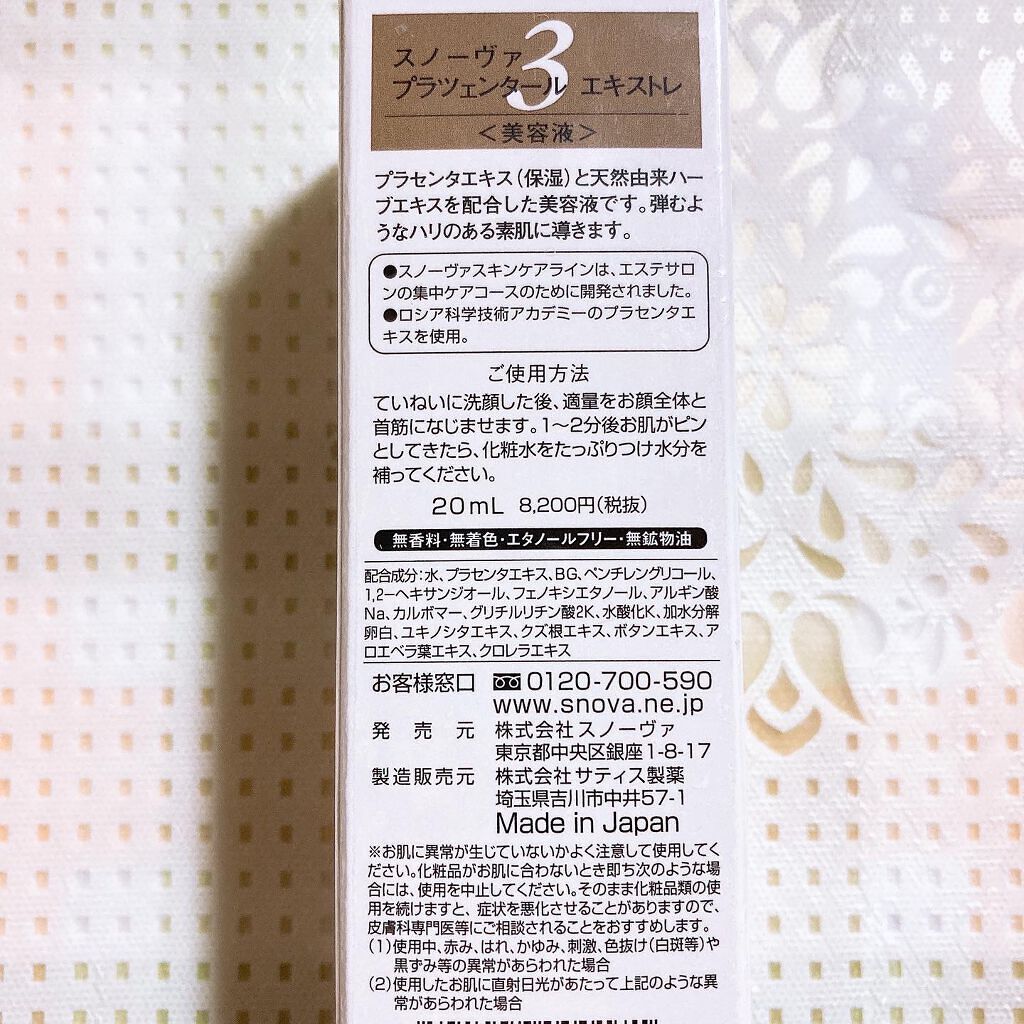 スノーヴァ 3
プラツェンタール エキストレ
＜美容液＞
プラセンタエキス（保湿）と天然由来ハー
ブエキスを配合した美容液です。弾むよ
うなハリのある素肌に導きます。
●スノーヴァスキンケアラインは、エステサロ
ンの集中ケアコースのために開発されました。
●ロシア科学技術アカデミーのプラセンタエ
キスを使用。
ご使用方法
ていねいに洗顔した後、適量をお顔全体と
首筋になじませます。1〜2分後お肌がピン
としてきたら、化粧水をたっぷりつけ水分を
補ってください。
20mL 8,200円（税抜）
無香料・無着色・エタノールフリー・無鉱物油
配合成分：水、プラセンタエキス、BG、ペンチレングリコール、
1,2−ヘキサンジオール、フェノキシエタノール、アルギン酸
Na、カルボマー、グリチルリチン酸2K、水酸化K、加水分解
卵白、ユキノシタエキス、クズ根エキス、ボタンエキス、ア
ロエベラ葉エキス、クロレラエキス
お客様窓口 0120-700-590
www.snova.ne.jp
発売元 株式会社スノーヴァ
東京都中央区銀座1-8-17
製造販売元 株式会社サティス製薬
埼玉県吉川市中井57-1
Made in Japan
※お肌に異常が生じていないかよく注意して使用してく
ださい。化粧品がお肌に合わないとき即ち次のような場
合には、使用を中止してください。そのまま化粧品類の使
用を続けますと、症状を悪化させることがありますので、
皮膚科専門医等にご相談されることをおすすめします。
（1）使用中、赤み、はれ、かゆみ、刺激、色抜け（白斑等）や
黒ずみ等の異常があらわれた場合
（2）使用したお肌に直射日光があたって上記のような異
常があらわれた場合